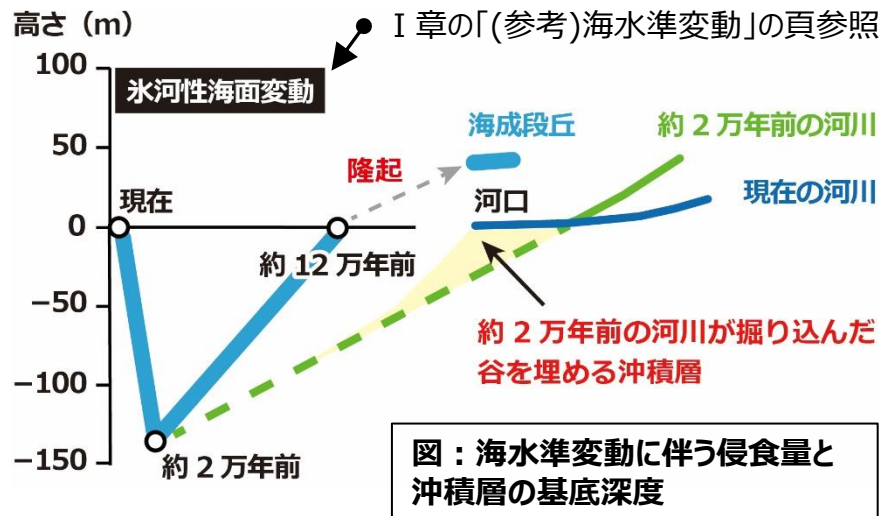 高さ（m）
Ⅰ章の「(参考)海水準変動」の頁参照
100
氷河性海面変動
50
海成段丘
約２万年前の河川
隆起
現在の河川
現在
河口
0
約 12 万年前
−50
約２万年前の河川が掘り込んだ
谷を埋める沖積層
−100
−150
約２万年前
図：海水準変動に伴う侵食量と
沖積層の基底深度